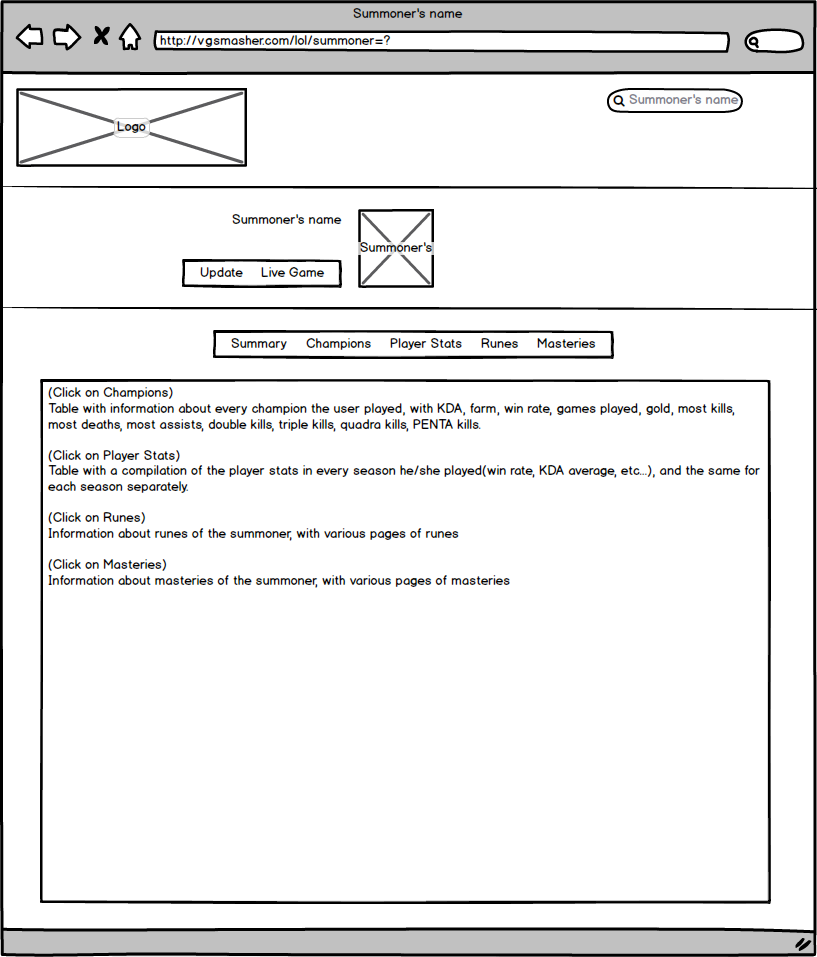 Summoner's name
http://vgsmasher.com/lol/summoner=?
Logo
Summoner's name
Summoner's name
Summoner's
Update Live Game
Summary Champions Player Stats Runes Masteries
(Click on Champions)
Table with information about every champion the user played, with KDA, farm, win rate, games played, gold, most kills,
most deaths, most assists, double kills, triple kills, quadra kills, PENTA kills.
(Click on Player Stats)
Table with a compilation of the player stats in every season he/she played(win rate, KDA average, etc...), and the same for
each season separately.
(Click on Runes)
Information about runes of the summoner, with various pages of runes
(Click on Masteries)
Information about masteries of the summoner, with various pages of masteries